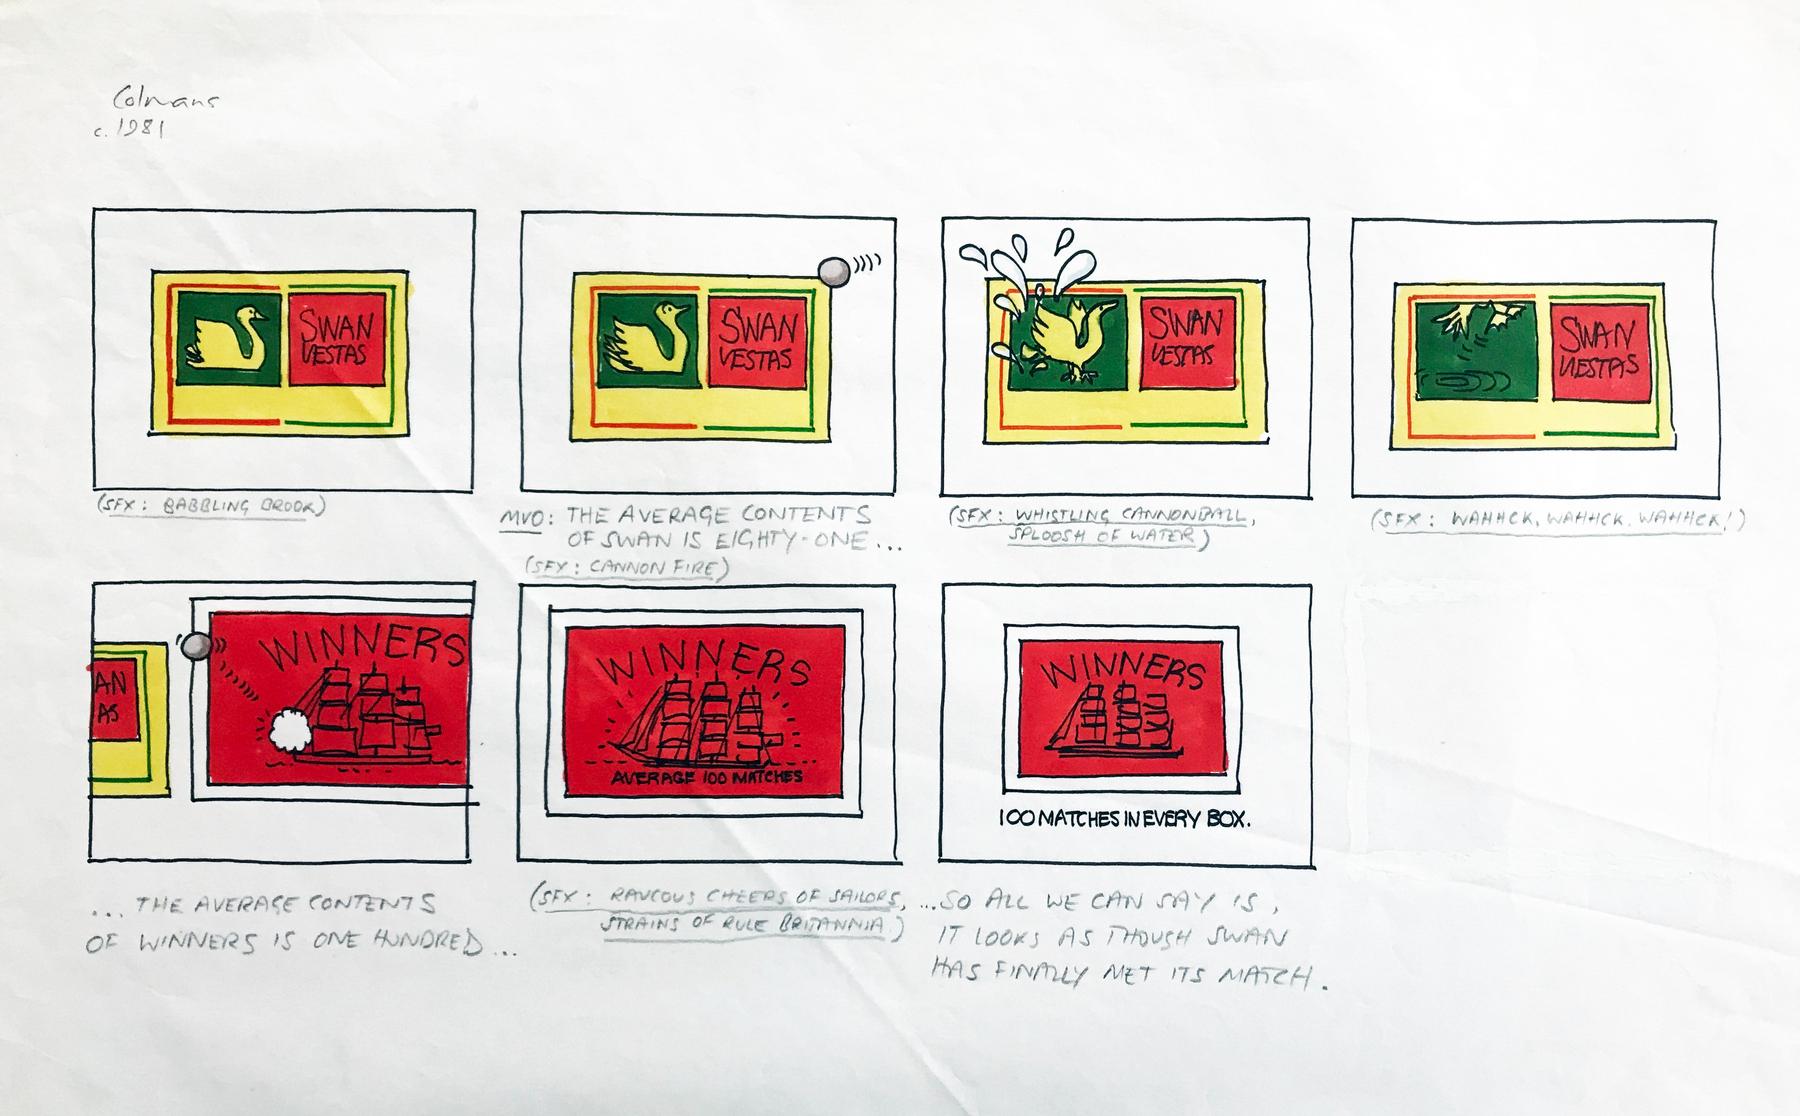 Colmans
c. 1981
SWAN
VESTAS
(SFX: BABBLING BROOK)
SWAN
VESTAS
MVO: THE AVERAGE CONTENTS
OF SWAN IS EIGHTY-ONE...
(SFX: CANNON FIRE)
SWAN
VESTAS
(SFX: WHISTLING CANNONBALL,
SPLOOSH OF WATER)
SWAN
VESTAS
(SFX: WAHHCK, WAHHCK, WAHHCK!)
AN
AS
WINNERS
... THE AVERAGE CONTENTS
OF WINNERS IS ONE HUNDRED...
WINNERS
AVERAGE 100 MATCHES
(SFX: RAUCOUS CHEERS OF SAILORS,
STRAINS OF RULE BRITANNIA.)
WINNERS
100 MATCHES IN EVERY BOX.
...SO ALL WE CAN SAY IS,
IT LOOKS AS THOUGH SWAN
HAS FINALLY MET ITS MATCH.